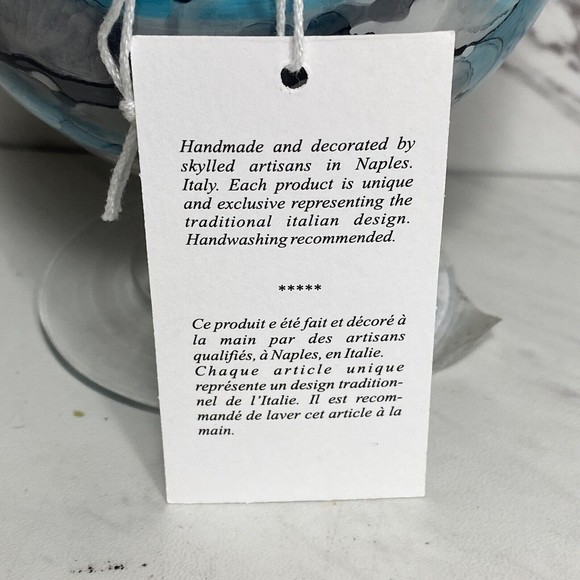 Handmade and decorated by
skylled artisans in Naples.
Italy. Each product is unique
and exclusive representing the
traditional italian design.
Handwashing recommended.
*****
Ce produit e été fait et décoré à
la main par des artisans
qualifiés, à Naples, en Italie.
Chaque article unique
représente un design tradition-
nel de l'Italie. Il est recom-
mandé de laver cet article à la
main.